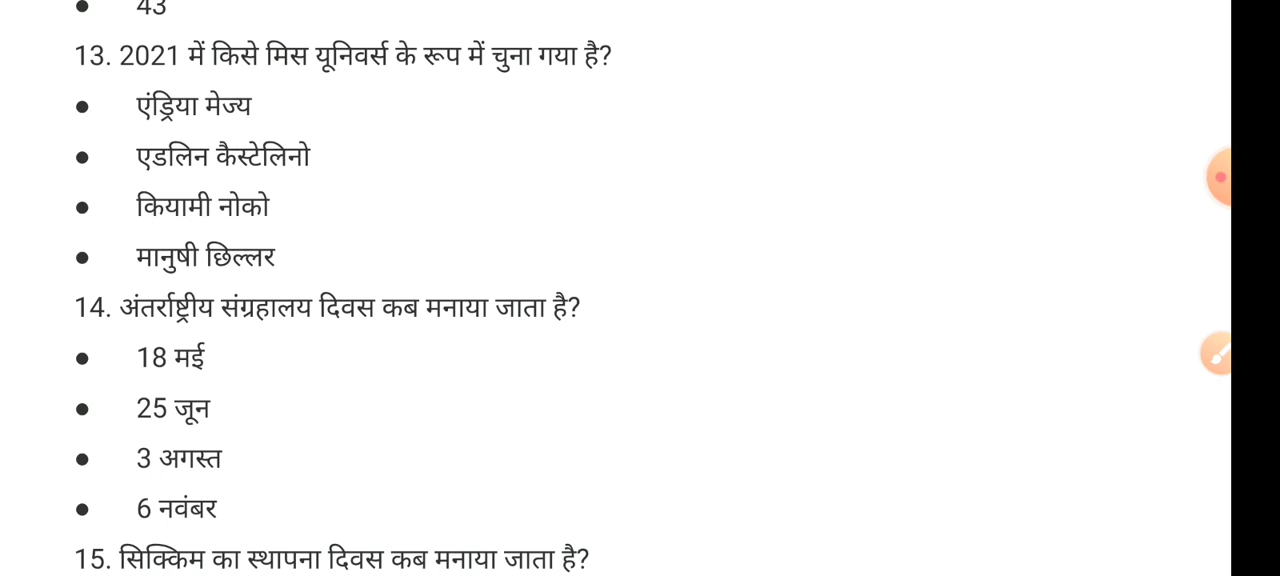 ● 43
13. 2021 में किसे मिस यूनिवर्स के रूप में चुना गया है?
● एंड्रिया मेज्य
● एडलिन कैस्टेलिनो
● कियामी नोको
● मानुषी छिल्लर
14. अंतर्राष्ट्रीय संग्रहालय दिवस कब मनाया जाता है?
● 18 मई
● 25 जून
● 3 अगस्त
● 6 नवंबर
15. सिक्किम का स्थापना दिवस कब मनाया जाता है?